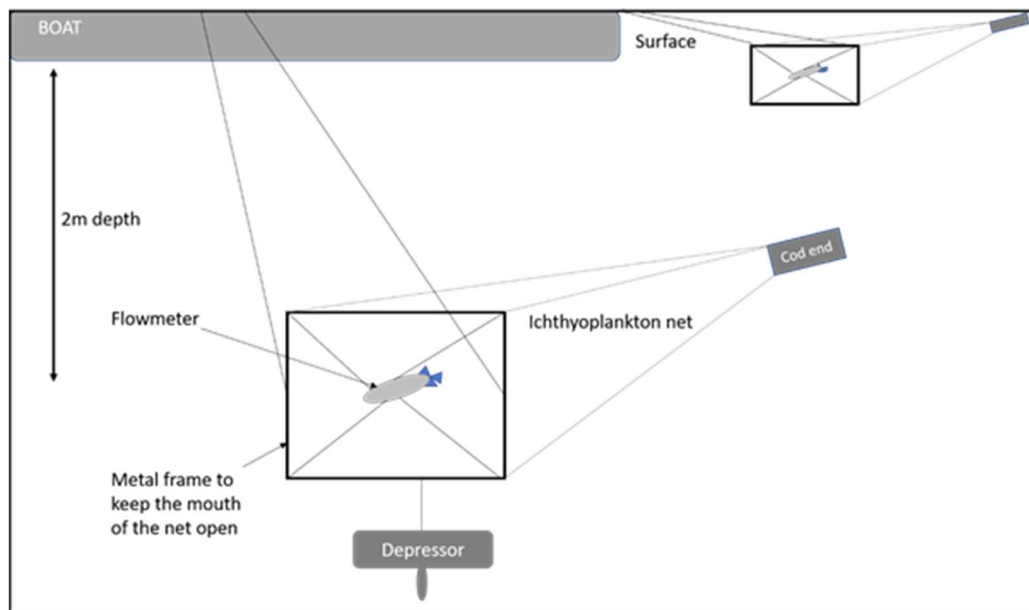 BOAT
Surface
2m depth
Cod end
Flowmeter
Ichthyoplankton net
Metal frame to
keep the mouth
of the net open
Depressor